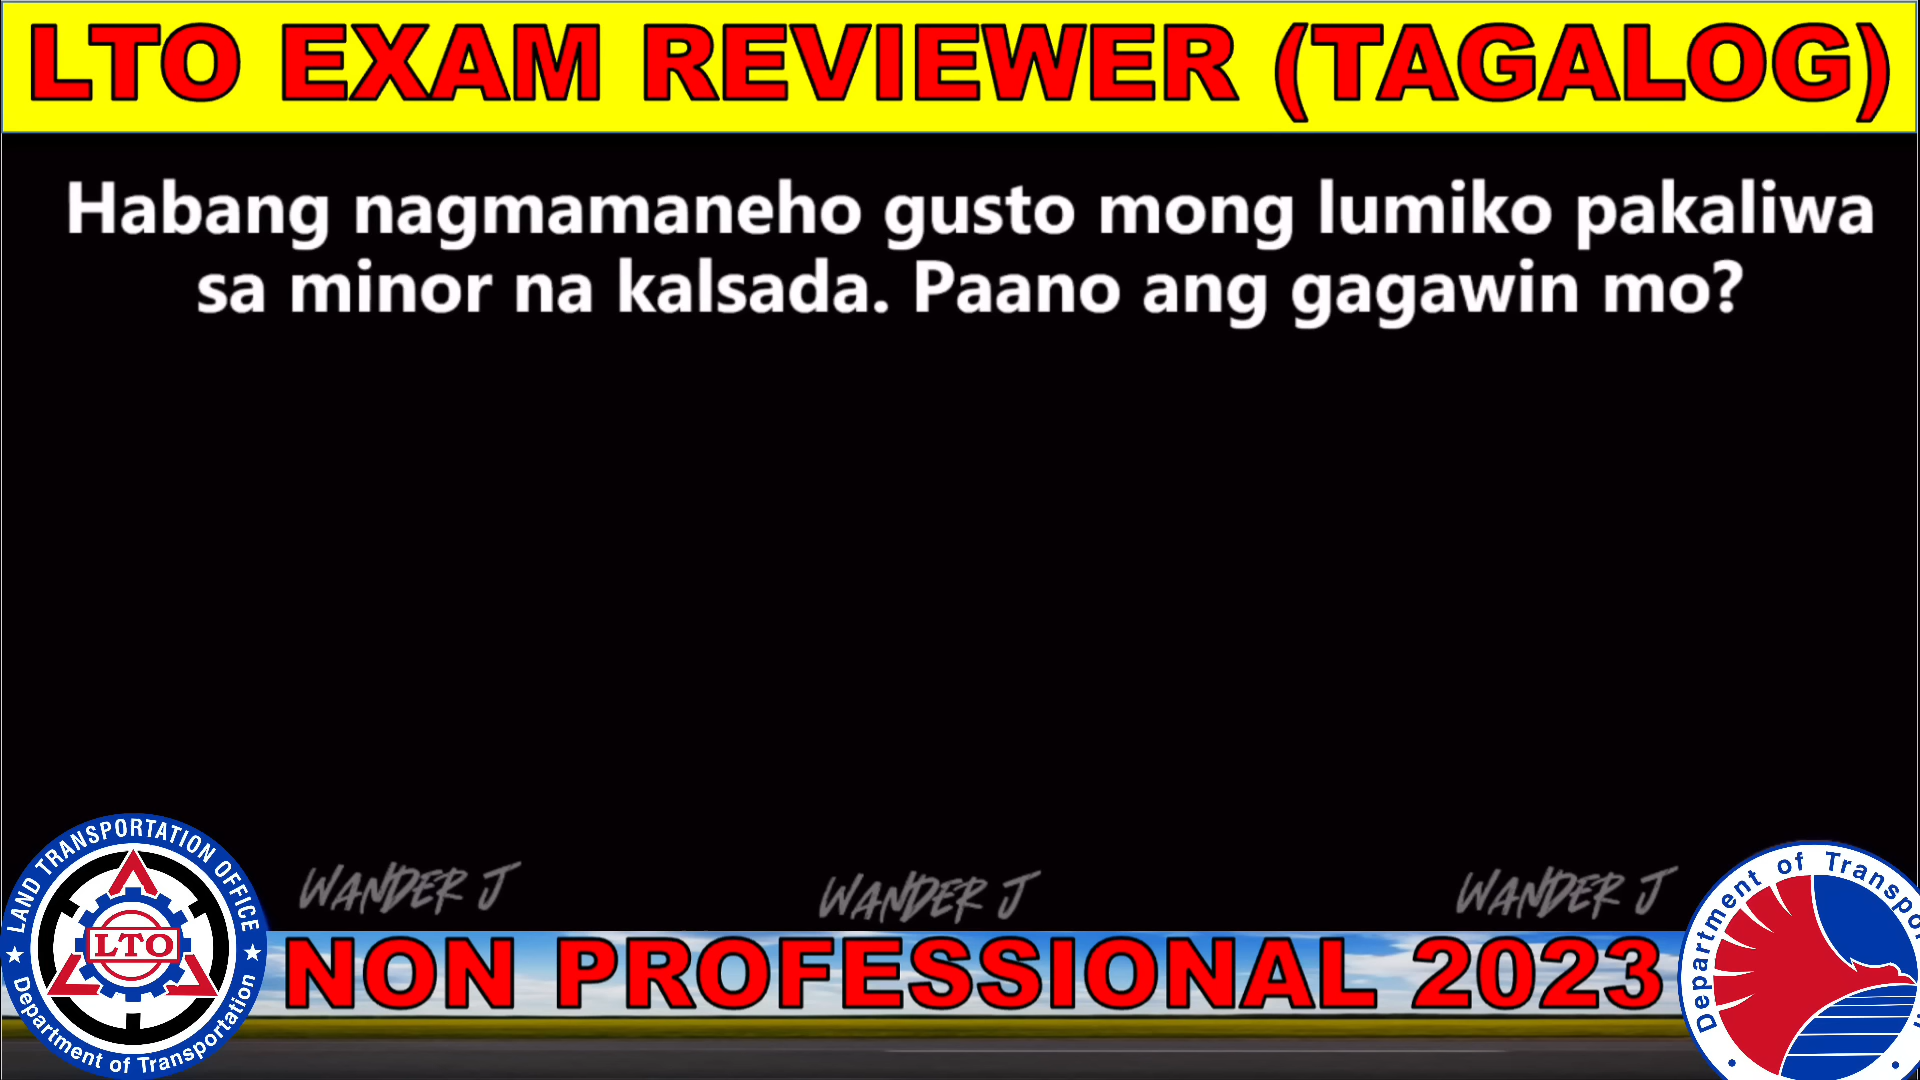 LTO EXAM REVIEWER (TAGALOG)
Habang nagmamaneho gusto mong lumiko pakaliwa
sa minor na kalsada. Paano ang gagawin mo?
WANDER J
WANDER J
WANDER J
LAND TRANSPORTATION OFFICE
LTO
Department of Transportation
NON PROFESSIONAL 2023
Department of Transpor